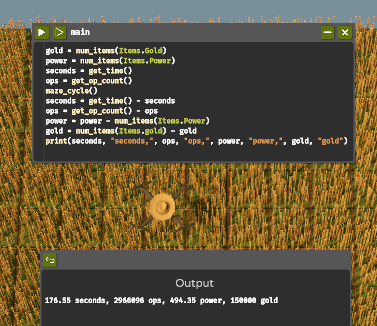 main
gold = num_items(Items.Gold)
power = num_items(Items.Power)
seconds = get_time()
ops = get_op_count()
maze_cycle()
seconds = get_time() - seconds
ops = get_op_count() - ops
power = power - num_items(Items.Power)
gold = num_items(Items.gold) - gold
print(seconds, "seconds,", ops, "ops,", power, "power,", gold, "gold")
Output
176.55 seconds, 2966096 ops, 494.35 power, 150000 gold